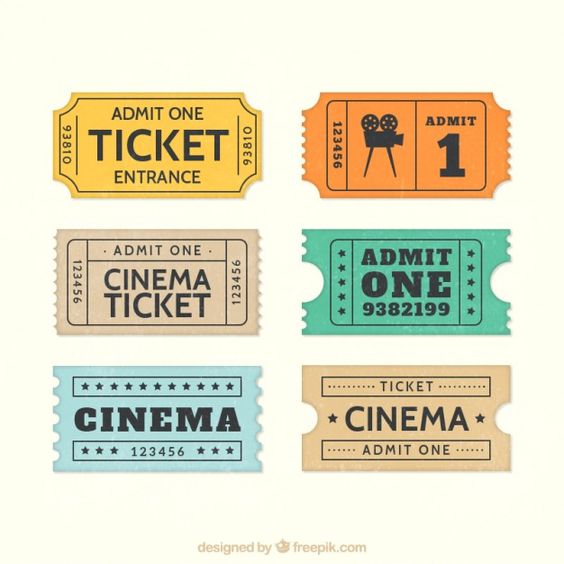 ADMIT ONE
93810
TICKET
93810
ENTRANCE
123456
ADMIT
1
· ADMIT ONE ·
123456
CINEMA
TICKET
123456
ADMIT
ONE
9382199
CINEMA
123456
TICKET
CINEMA
ADMIT ONE
designed by freepik.com